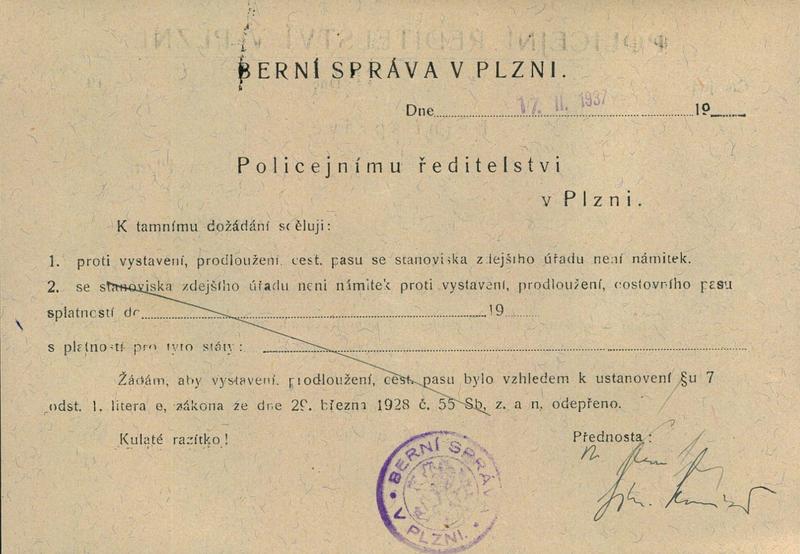 BERNÍ SPRÁVA V PLZNI.
Dne 17. II. 1937 19
Policejnímu ředitelství
v Plzni.
K tamnímu dožádání sděluji:
1. proti vystavení, prodloužení, cest. pasu se stanoviska zdejšího úřadu není námitek.
2. se stanoviska zdejšího úřadu neni námitek proti vystavení, prodloužení, cestovního pasu
splatností do 19
s platností pro tyto státy:
Žádám, aby vystavení, prodloužení, cest. pasu bylo vzhledem k ustanovení §u 7
odst. 1. litera e, zákona ze dne 29. března 1928 č. 55 Sb. z. a n. odepřeno.
Kulaté razítko!
Přednosta:
BERNÍ SPRÁVA
V PLZNI.